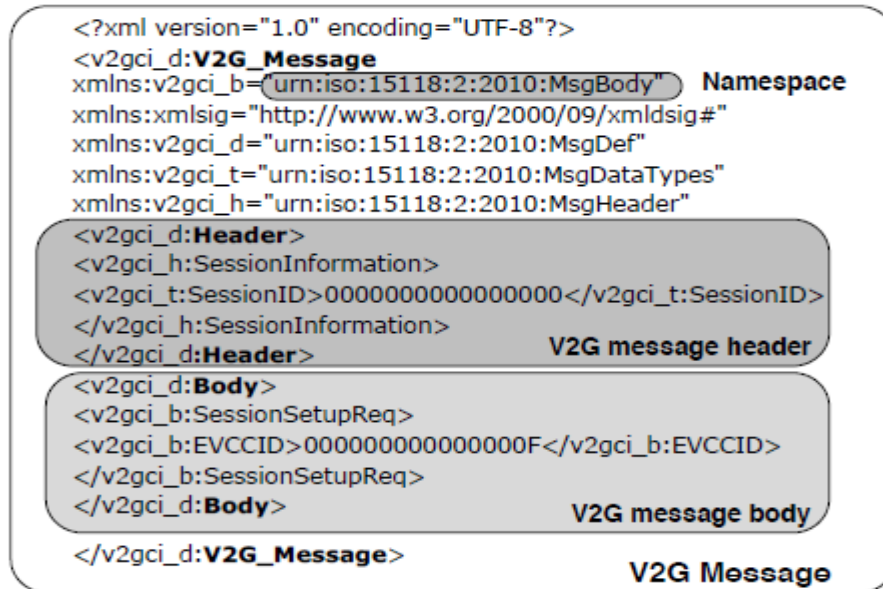 <?xml version="1.0" encoding="UTF-8"?>
<v2gci_d:V2G_Message
xmlns:v2gci_b="urn:iso:15118:2:2010:MsgBody" Namespace
xmlns:xmlsig="http://www.w3.org/2000/09/xmldsig#"
xmlns:v2gci_d="urn:iso:15118:2:2010:MsgDef"
xmlns:v2gci_t="urn:iso:15118:2:2010:MsgDataTypes"
xmlns:v2gci_h="urn:iso:15118:2:2010:MsgHeader"
<v2gci_d:Header>
<v2gci_h:SessionInformation>
<v2gci_t:SessionID>0000000000000000</v2gci_t:SessionID>
</v2gci_h:SessionInformation>
</v2gci_d:Header> V2G message header
<v2gci_d:Body>
<v2gci_b:SessionSetupReq>
<v2gci_b:EVCCID>000000000000000F</v2gci_b:EVCCID>
</v2gci_b:SessionSetupReq>
</v2gci_d:Body> V2G message body
</v2gci_d:V2G_Message>
V2G Message